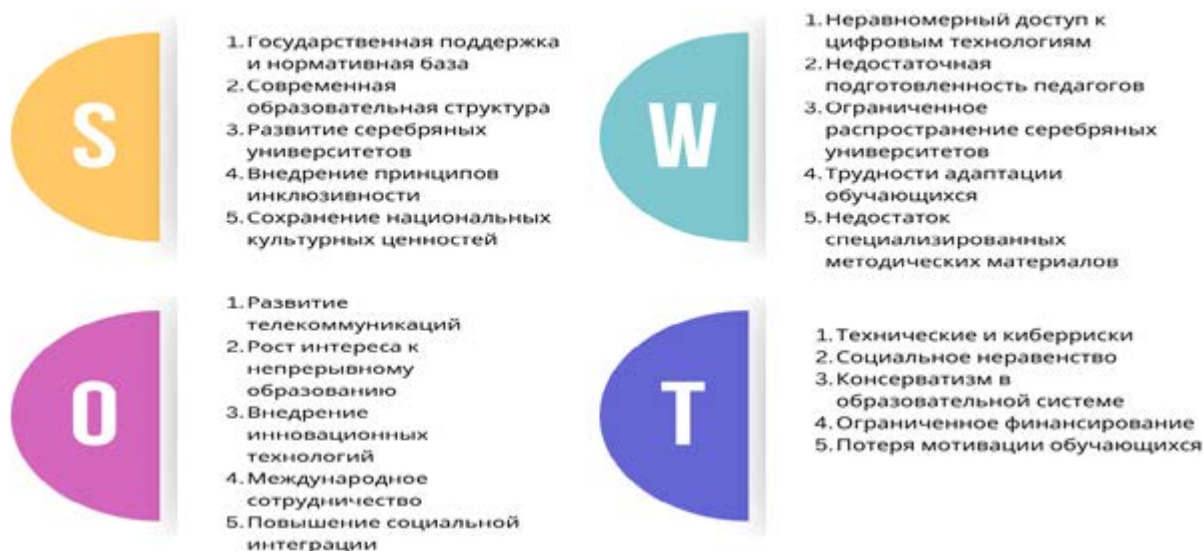 S
1. Государственная поддержка
и нормативная база
2. Современная
образовательная структура
3. Развитие серебряных
университетов
4. Внедрение принципов
инклюзивности
5. Сохранение национальных
культурных ценностей
W
1. Неравномерный доступ к
цифровым технологиям
2. Недостаточная
подготовленность педагогов
3. Ограниченное
распространение серебряных
университетов
4. Трудности адаптации
обучающихся
5. Недостаток
специализированных
методических материалов
O
1. Развитие
телекоммуникаций
2. Рост интереса к
непрерывному
образованию
3. Внедрение
инновационных
технологий
4. Международное
сотрудничество
5. Повышение социальной
интеграции
T
1. Технические и киберриски
2. Социальное неравенство
3. Консерватизм в
образовательной системе
4. Ограниченное финансирование
5. Потеря мотивации обучающихся